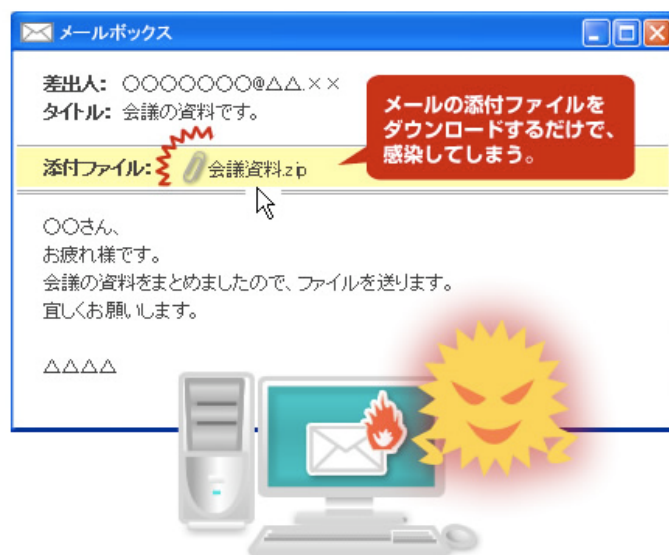 メールボックス
差出人: 〇〇〇〇〇〇〇@△△.××
タイトル: 会議の資料です。
メールの添付ファイルを
ダウンロードするだけで、
感染してしまう。
添付ファイル: 会議資料.zip
〇〇さん、
お疲れ様です。
会議の資料をまとめましたので、ファイルを送ります。
宜しくお願いします。
△△△△